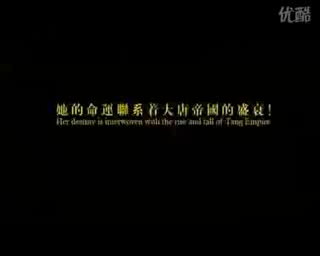 优酷
她的命運聯系着大唐帝國的盛衰！
Her destiny is interwoven with the rise and fall of Tang Empire